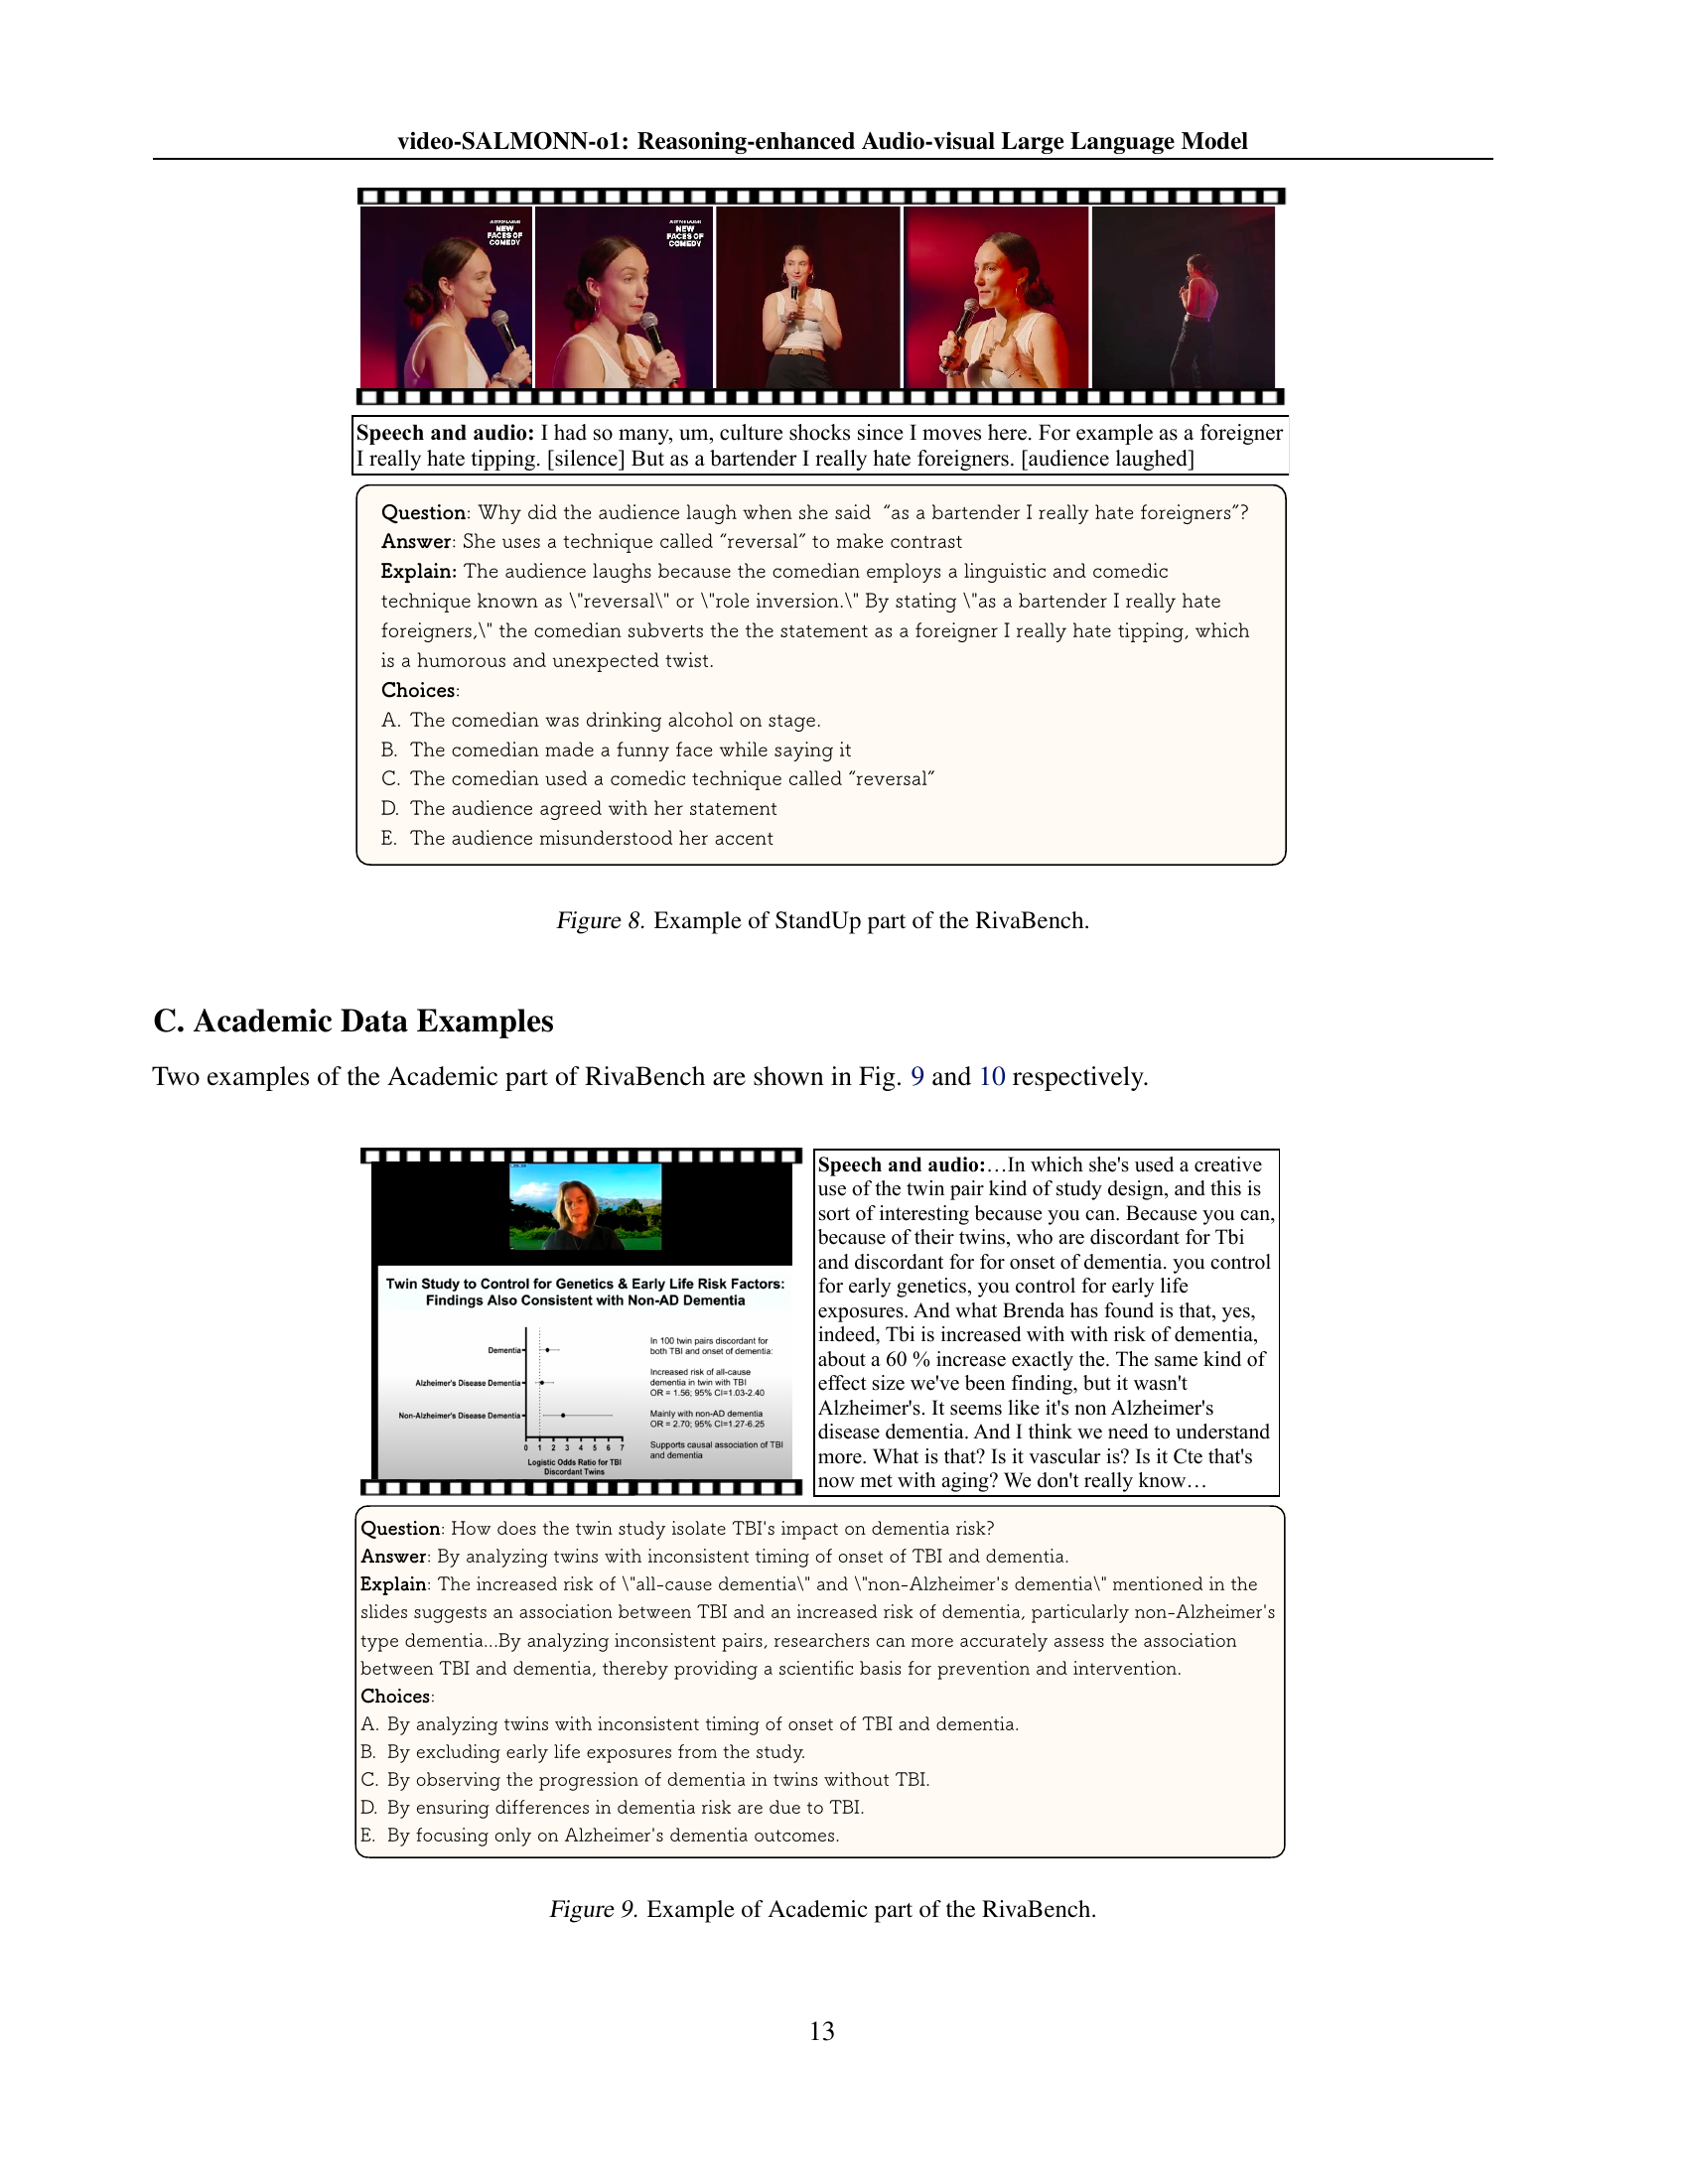 video-SALMONN-o1: Reasoning-enhanced Audio-visual Large Language Model
NEW
FACES OF
COMEDY
NEW
FACES OF
COMEDY
Speech and audio: I had so many, um, culture shocks since I moves here. For example as a foreigner
I really hate tipping. [silence] But as a bartender I really hate foreigners. [audience laughed]
Question: Why did the audience laugh when she said “as a bartender I really hate foreigners”?
Answer: She uses a technique called “reversal” to make contrast
Explain: The audience laughs because the comedian employs a linguistic and comedic
technique known as \"reversal\" or \"role inversion.\" By stating \"as a bartender I really hate
foreigners,\" the comedian subverts the the statement as a foreigner I really hate tipping, which
is a humorous and unexpected twist.
Choices:
A. The comedian was drinking alcohol on stage.
B. The comedian made a funny face while saying it
C. The comedian used a comedic technique called “reversal”
D. The audience agreed with her statement
E. The audience misunderstood her accent
Figure 8. Example of StandUp part of the RivaBench.
C. Academic Data Examples
Two examples of the Academic part of RivaBench are shown in Fig. 9 and 10 respectively.
Twin Study to Control for Genetics & Early Life Risk Factors:
Findings Also Consistent with Non-AD Dementia
Dementia
Alzheimer's Disease Dementia
Non-Alzheimer's Disease Dementia
0 1 2 3 4 5 6 7
Logistic Odds Ratio for TBI
Discordant Twins
In 100 twin pairs discordant for
both TBI and onset of dementia:
Increased risk of all-cause
dementia in twin with TBI
OR = 1.56; 95% CI=1.03-2.40
Mainly with non-AD dementia
OR = 2.70; 95% CI=1.27-6.25
Supports causal association of TBI
and dementia
Speech and audio:…In which she's used a creative
use of the twin pair kind of study design, and this is
sort of interesting because you can. Because you can,
because of their twins, who are discordant for Tbi
and discordant for for onset of dementia. you control
for early genetics, you control for early life
exposures. And what Brenda has found is that, yes,
indeed, Tbi is increased with with risk of dementia,
about a 60 % increase exactly the. The same kind of
effect size we've been finding, but it wasn't
Alzheimer's. It seems like it's non Alzheimer's
disease dementia. And I think we need to understand
more. What is that? Is it vascular is? Is it Cte that's
now met with aging? We don't really know…
Question: How does the twin study isolate TBI's impact on dementia risk?
Answer: By analyzing twins with inconsistent timing of onset of TBI and dementia.
Explain: The increased risk of \"all-cause dementia\" and \"non-Alzheimer's dementia\" mentioned in the
slides suggests an association between TBI and an increased risk of dementia, particularly non-Alzheimer's
type dementia...By analyzing inconsistent pairs, researchers can more accurately assess the association
between TBI and dementia, thereby providing a scientific basis for prevention and intervention.
Choices:
A. By analyzing twins with inconsistent timing of onset of TBI and dementia.
B. By excluding early life exposures from the study.
C. By observing the progression of dementia in twins without TBI.
D. By ensuring differences in dementia risk are due to TBI.
E. By focusing only on Alzheimer's dementia outcomes.
Figure 9. Example of Academic part of the RivaBench.
13